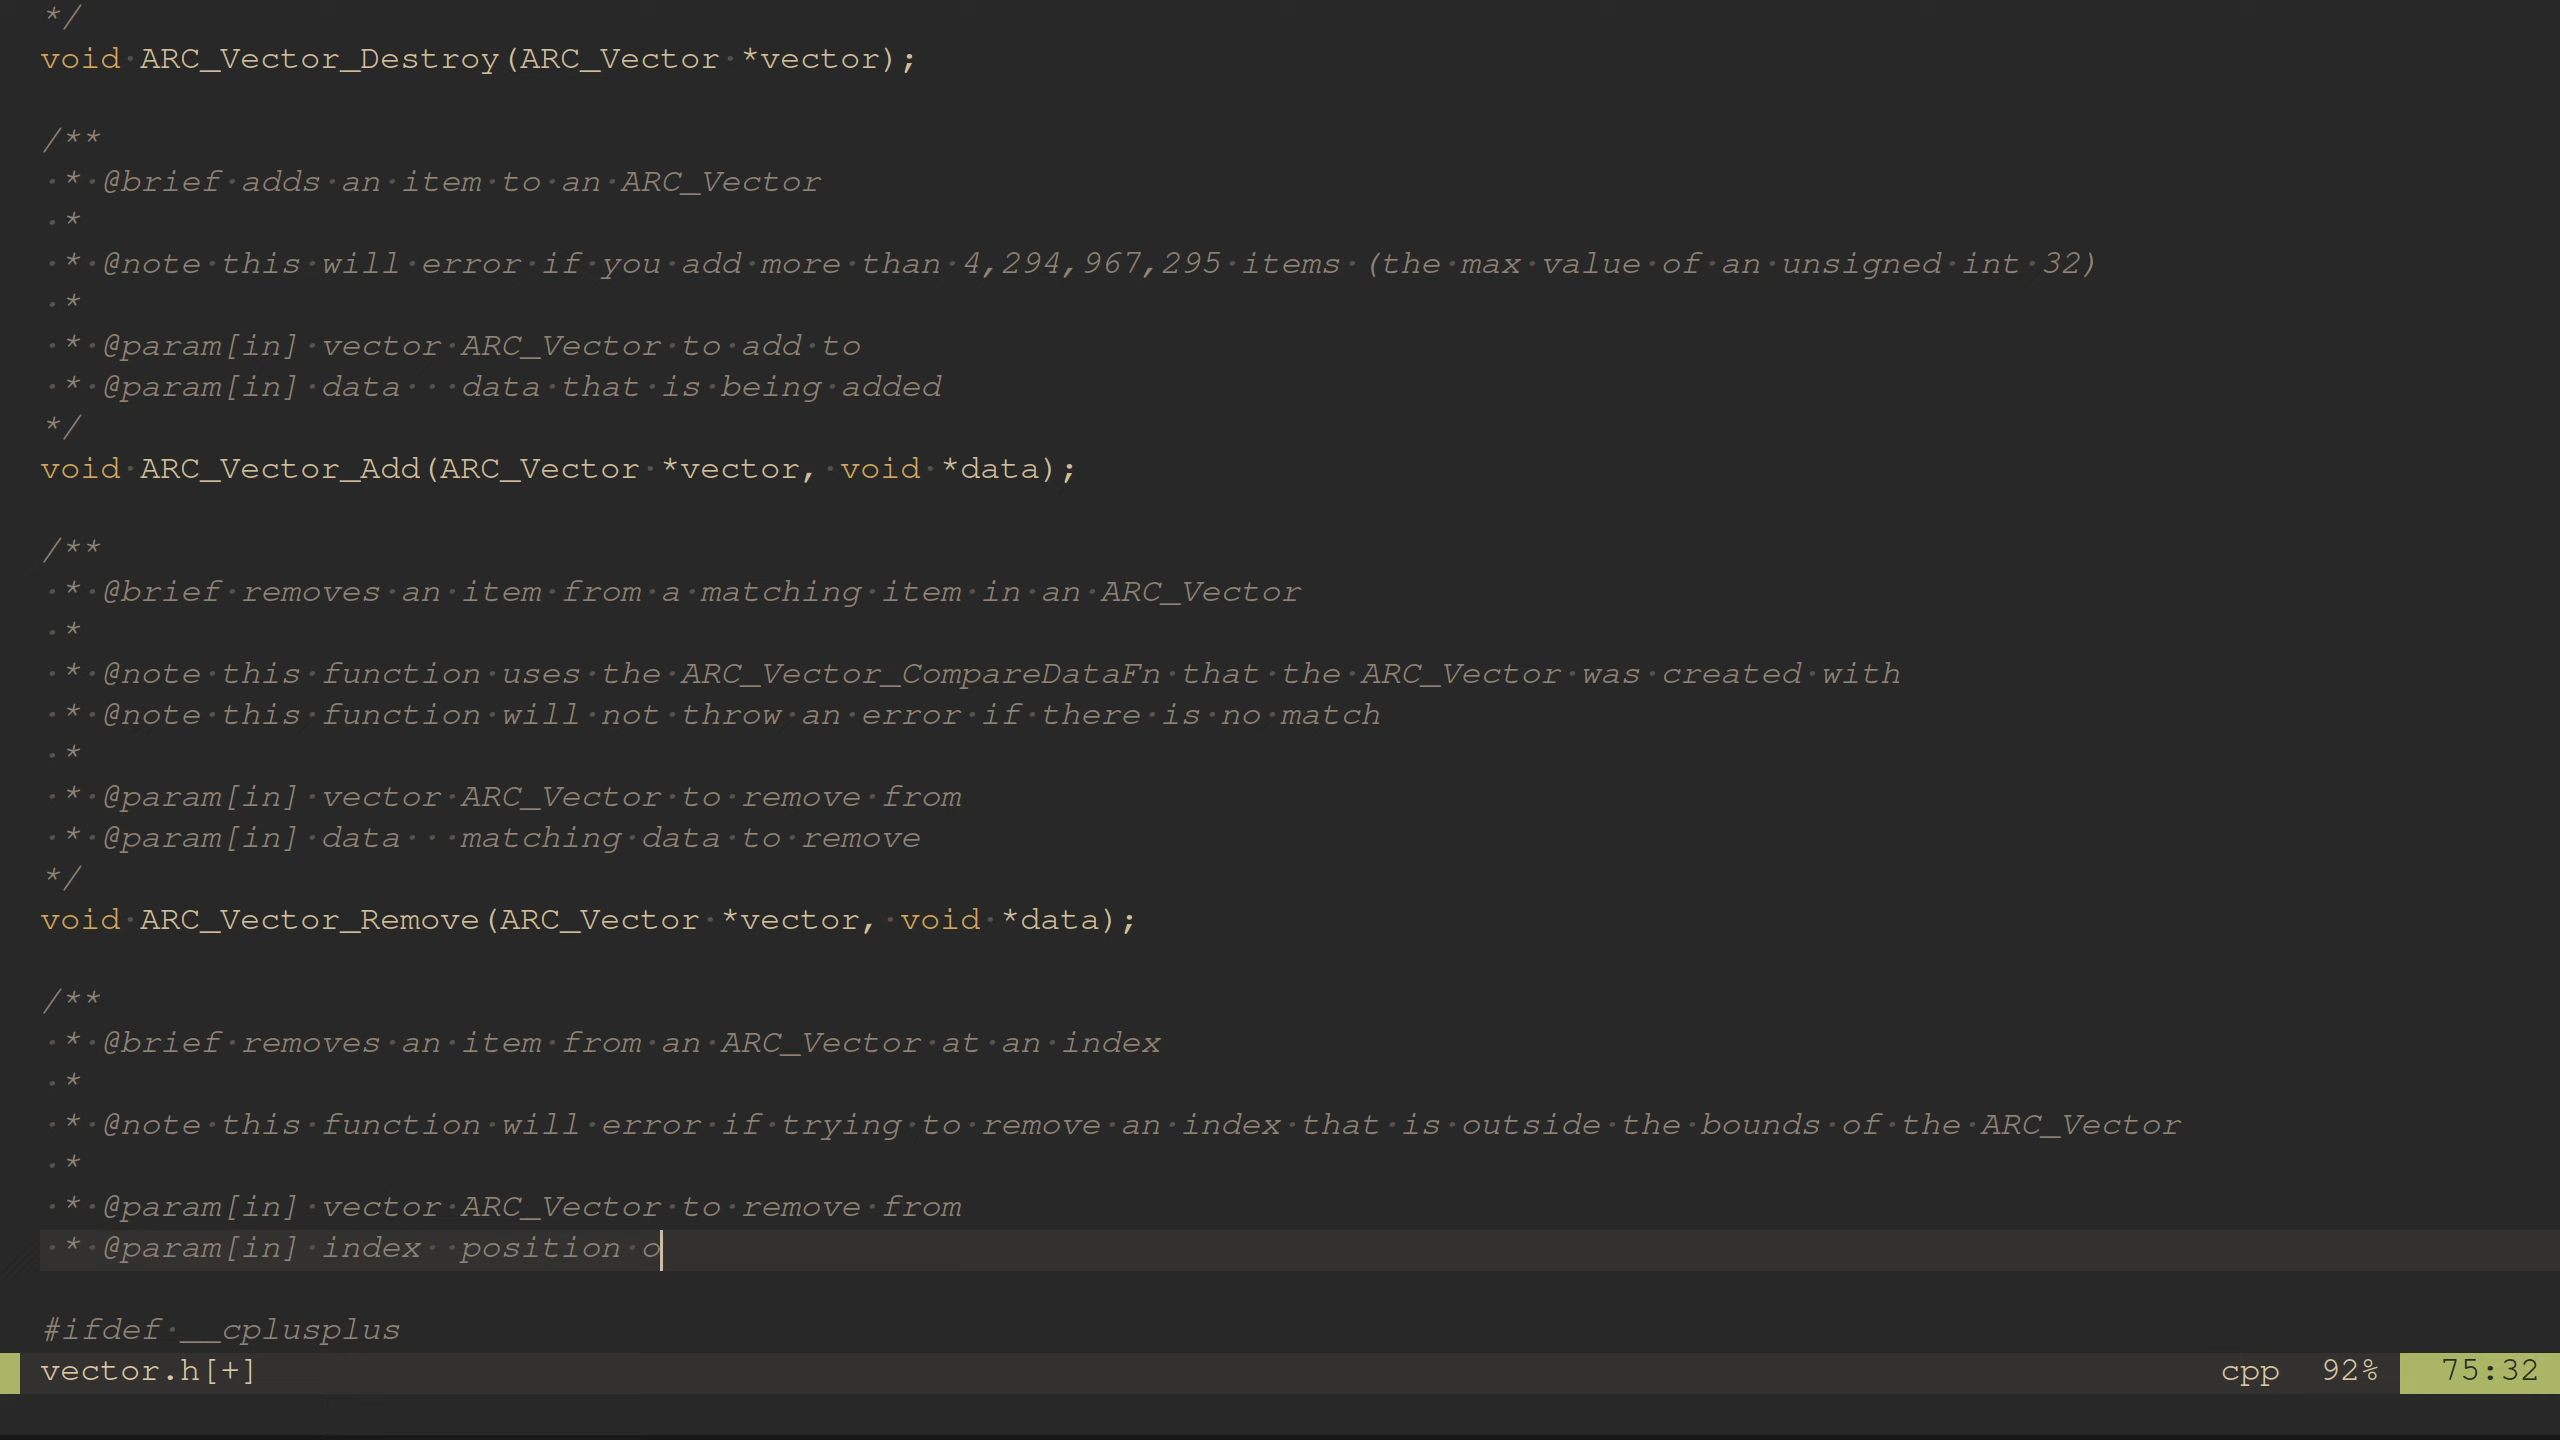 */
void ARC_Vector_Destroy(ARC_Vector *vector);
/**
 * @brief adds an item to an ARC_Vector
 *
 * @note this will error if you add more than 4,294,967,295 items (the max value of an unsigned int 32)
 *
 * @param[in] vector ARC_Vector to add to
 * @param[in] data   data that is being added
*/
void ARC_Vector_Add(ARC_Vector *vector, void *data);
/**
 * @brief removes an item from a matching item in an ARC_Vector
 *
 * @note this function uses the ARC_Vector_CompareDataFn that the ARC_Vector was created with
 * @note this function will not throw an error if there is no match
 *
 * @param[in] vector ARC_Vector to remove from
 * @param[in] data   matching data to remove
*/
void ARC_Vector_Remove(ARC_Vector *vector, void *data);
/**
 * @brief removes an item from an ARC_Vector at an index
 *
 * @note this function will error if trying to remove an index that is outside the bounds of the ARC_Vector
 *
 * @param[in] vector ARC_Vector to remove from
 * @param[in] index  position o
#ifdef __cplusplus
vector.h[+] cpp 92% 75:32